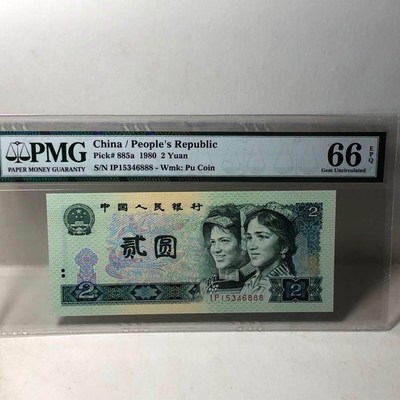 PMG
PAPER MONEY GUARANTY
China / People's Republic
Pick# 885a 1980 2 Yuan
S/N IP15346888 - Wmk: Pu Coin
66 EPQ
Gem Uncirculated
中国人民银行
2
贰圆
2
IP15346888
2